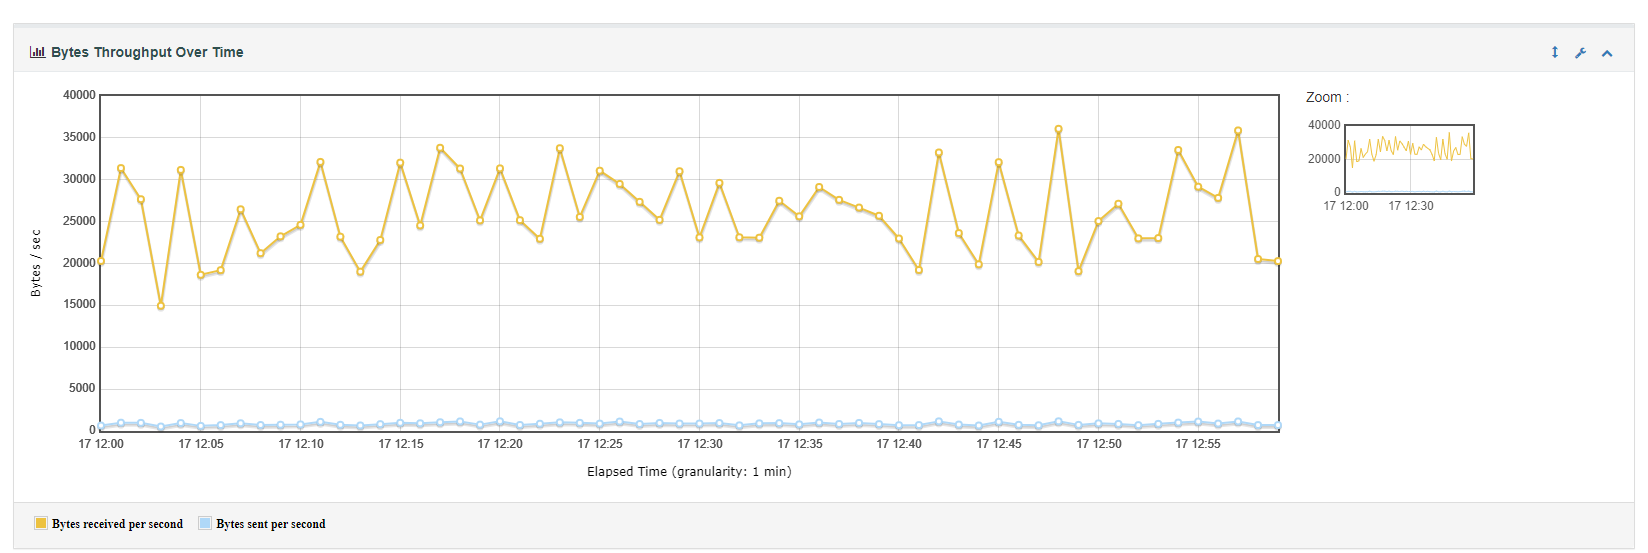 Bytes Throughput Over Time
40000
35000
30000
25000
20000
15000
10000
5000
0
Bytes / sec
17 12:00 17 12:05 17 12:10 17 12:15 17 12:20 17 12:25 17 12:30 17 12:35 17 12:40 17 12:45 17 12:50 17 12:55
Elapsed Time (granularity: 1 min)
Zoom :
40000
20000
0
17 12:00 17 12:30
Bytes received per second Bytes sent per second